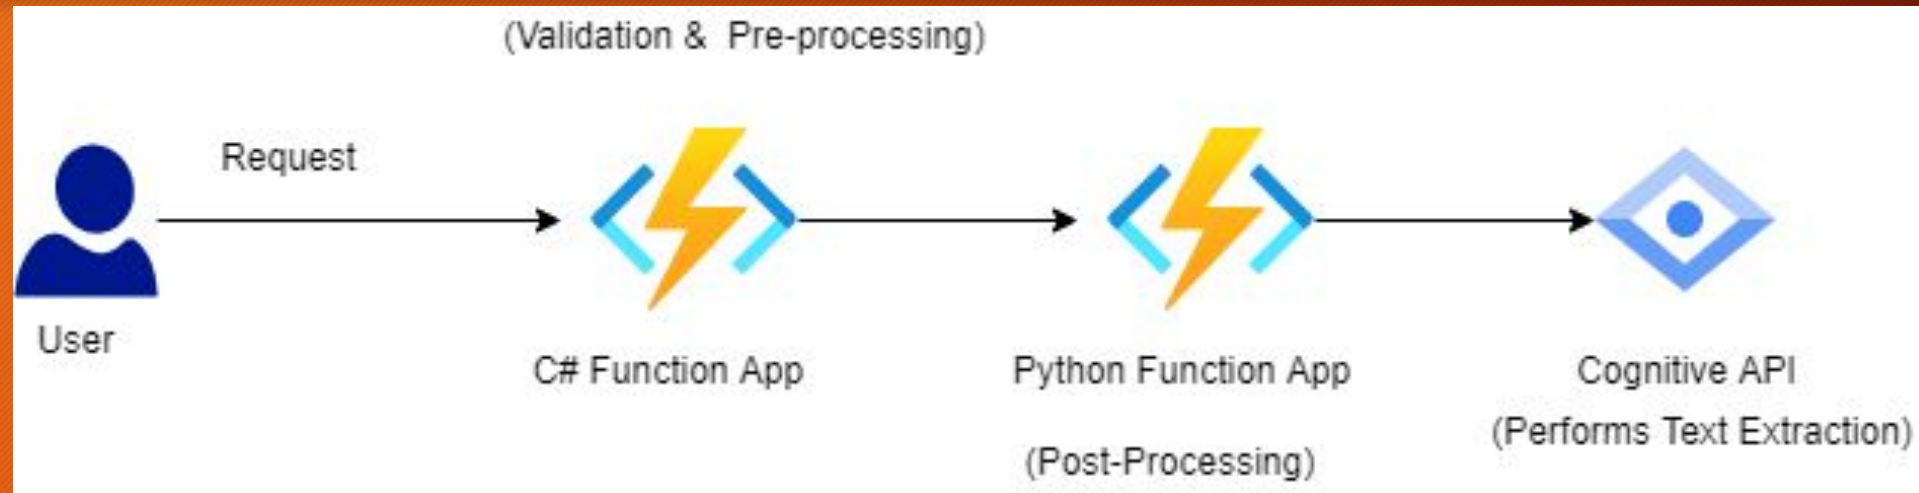 (Validation & Pre-processing)
Request
User
C# Function App
Python Function App
Cognitive API
(Performs Text Extraction)
(Post-Processing)